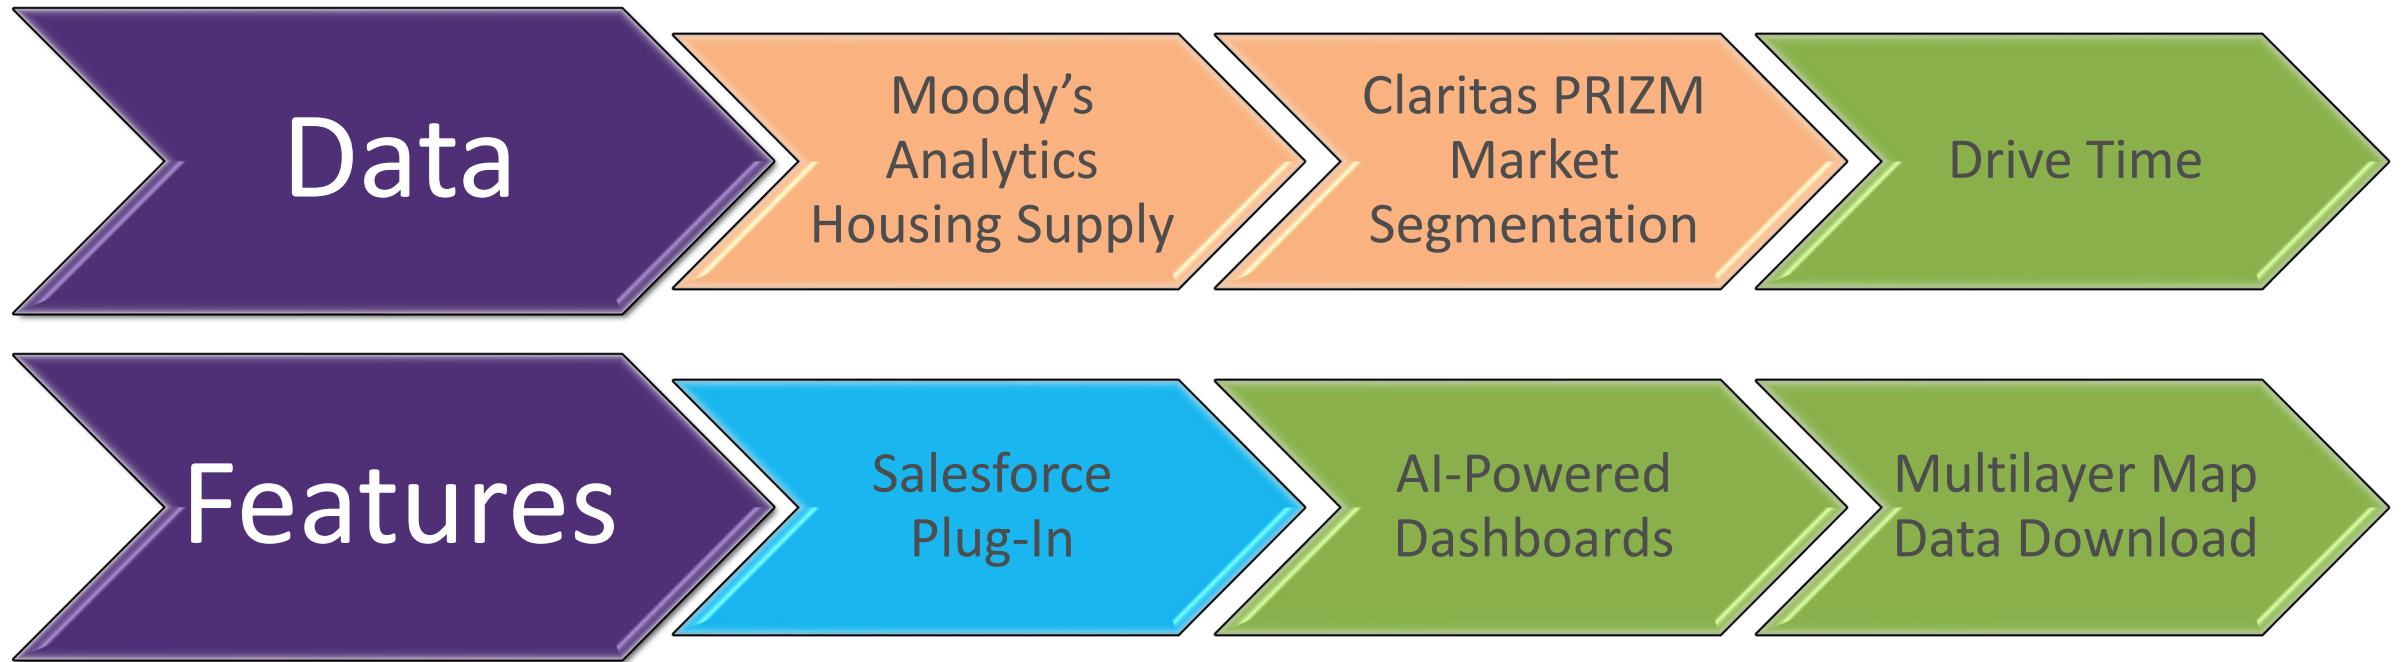 Data
Moody’s
Analytics
Housing Supply
Claritas PRIZM
Market
Segmentation
Drive Time
Features
Salesforce
Plug-In
AI-Powered
Dashboards
Multilayer Map
Data Download